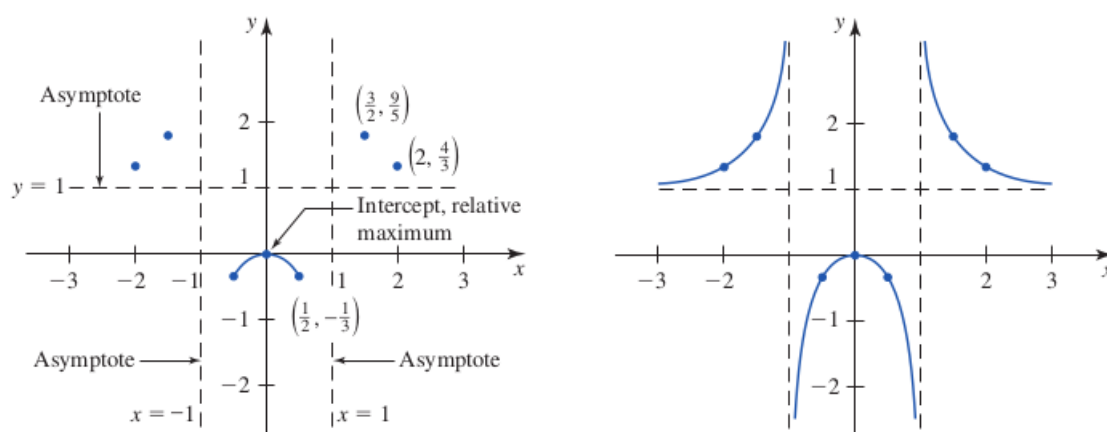 y
Asymptote
(3/2, 9/5)
2
(2, 4/3)
y = 1
1
Intercept, relative
maximum
−3 −2 −1 1 2 3 x
(1/2, −1/3)
−1
Asymptote Asymptote
−2
x = −1 x = 1
y
2
1
−3 −2 2 3
−1
−2